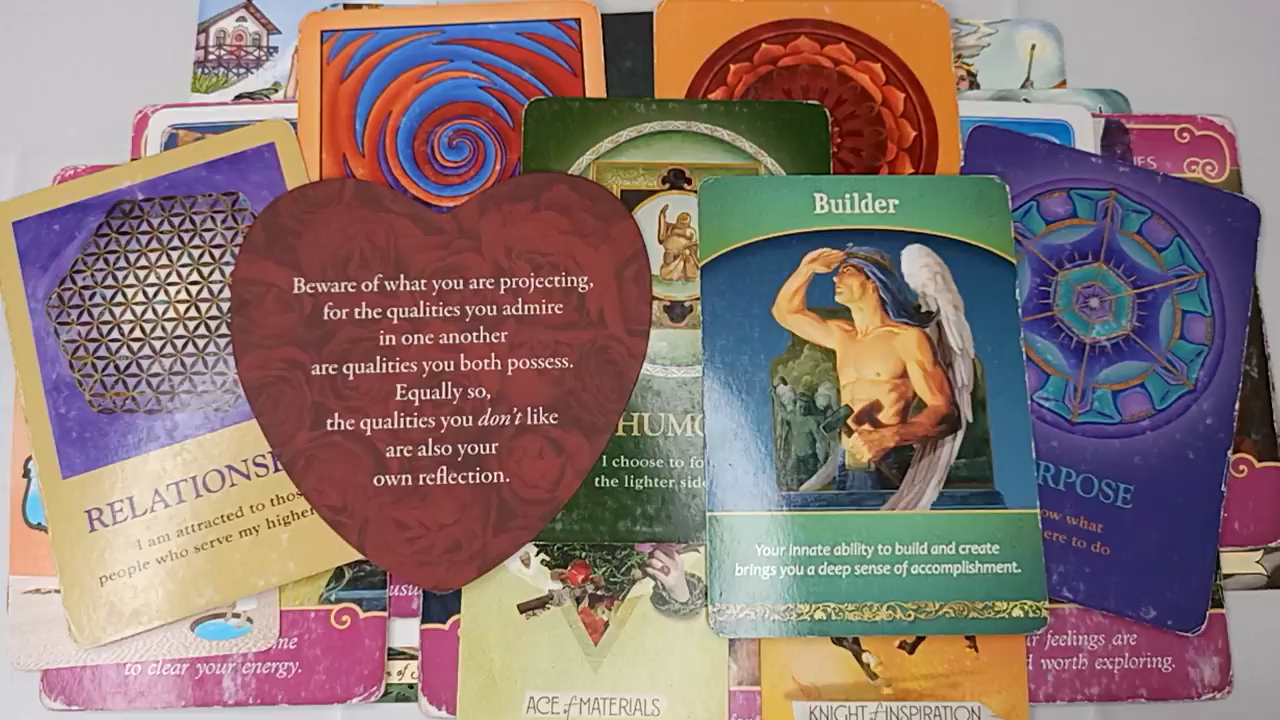 IES
Builder
Beware of what you are projecting,
for the qualities you admire
in one another
are qualities you both possess.
Equally so,
the qualities you don't like
are also your
own reflection.
HUMO
I choose to fo
the lighter side
RELATIONS
I am attracted to those
people who serve my higher
RPOSE
ow what
ere to do
Your innate ability to build and create
brings you a deep sense of accomplishment.
usu
me
to clear your energy.
r feelings are
d worth exploring.
ACE of MATERIALS
KNIGHT of INSPIRATION